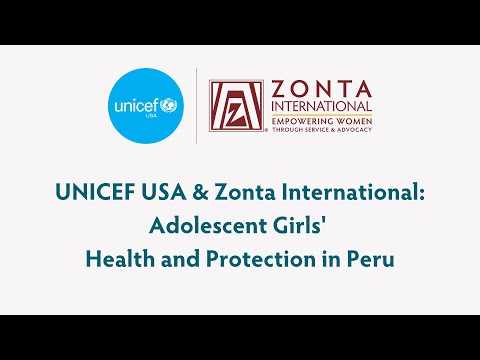 unicef
USA
ZONTA
INTERNATIONAL
EMPOWERING WOMEN
THROUGH SERVICE & ADVOCACY
UNICEF USA & Zonta International:
Adolescent Girls'
Health and Protection in Peru